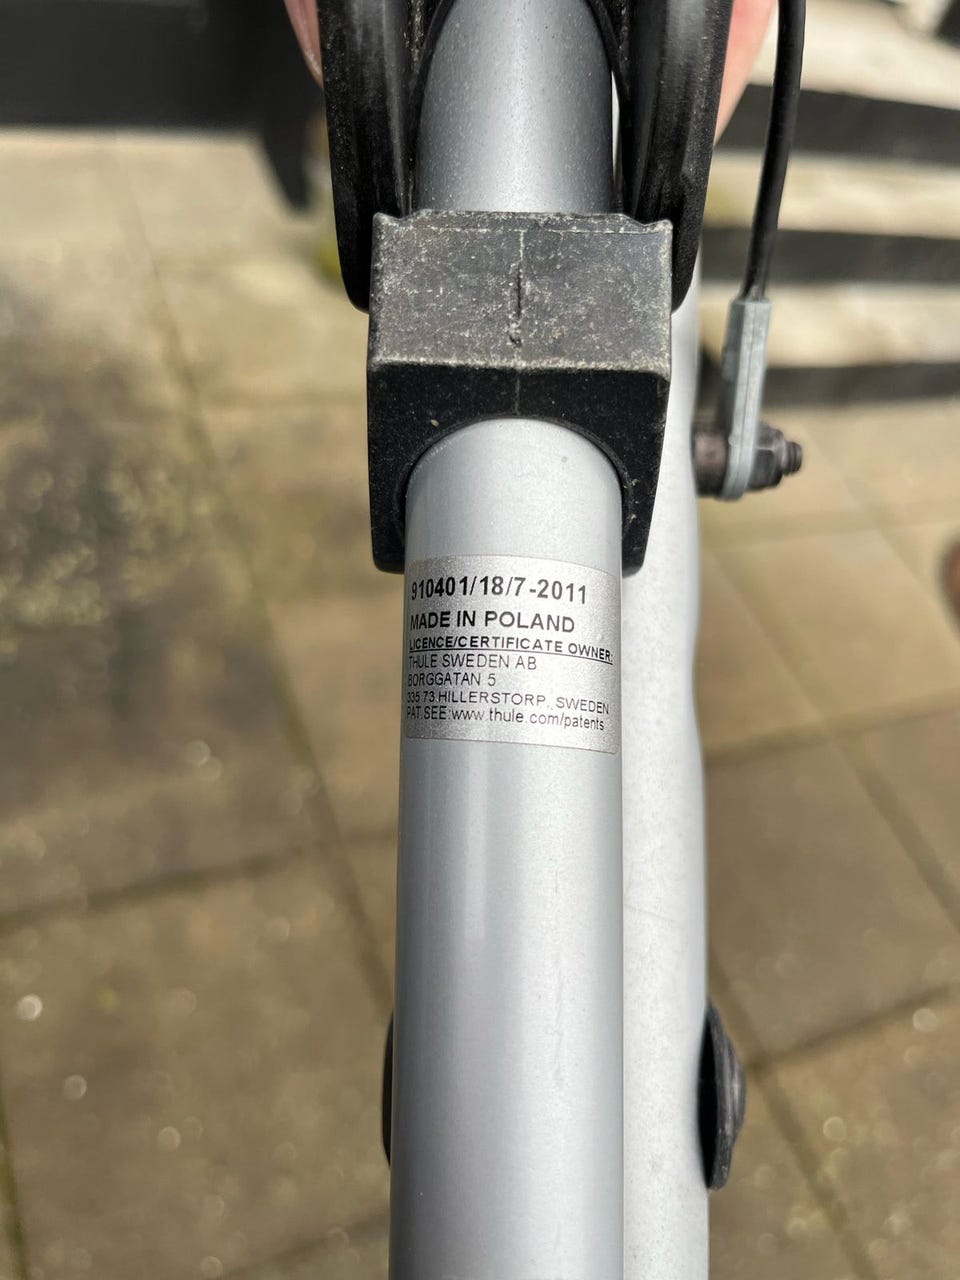 910401/18/7-2011
MADE IN POLAND
LICENCE/CERTIFICATE OWNER:
THULE SWEDEN AB
BORGGATAN 5
335 73 HILLERSTORP, SWEDEN
PAT.SEE:www.thule.com/patents